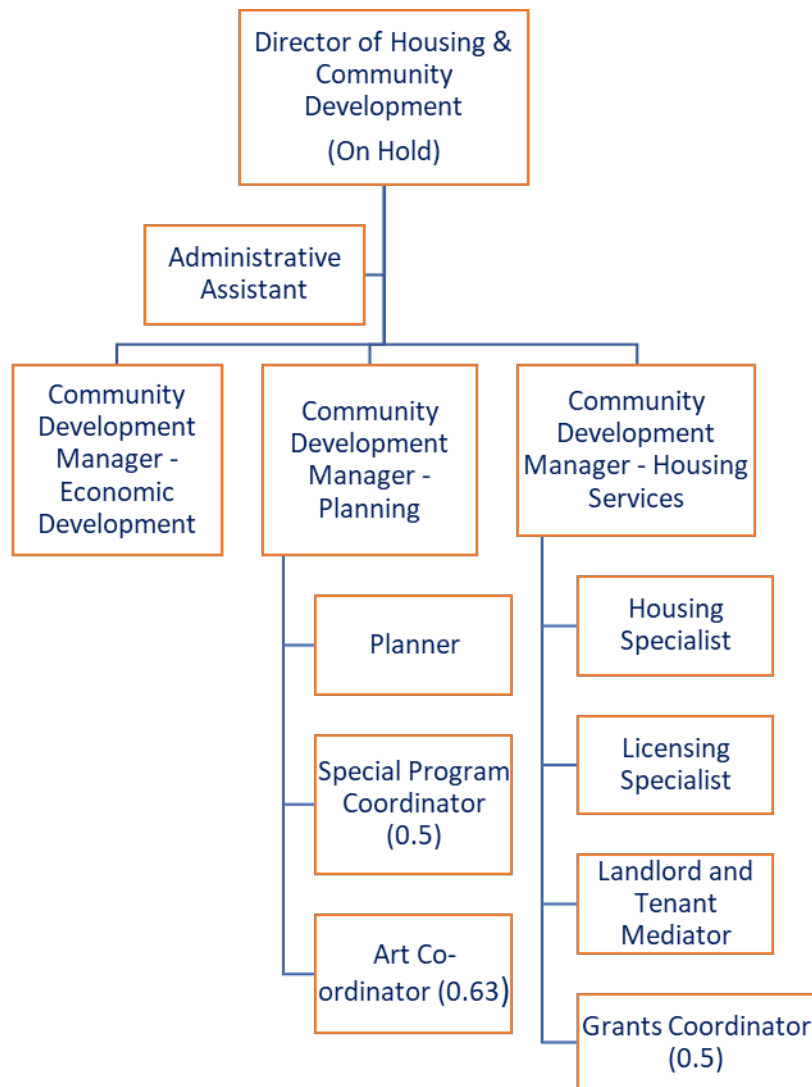 Director of Housing &
Community
Development
(On Hold)
Administrative
Assistant
Community
Development
Manager -
Economic
Development
Community
Development
Manager -
Planning
Community
Development
Manager - Housing
Services
Planner
Special Program
Coordinator
(0.5)
Art Co-
ordinator (0.63)
Housing
Specialist
Licensing
Specialist
Landlord and
Tenant
Mediator
Grants Coordinator
(0.5)